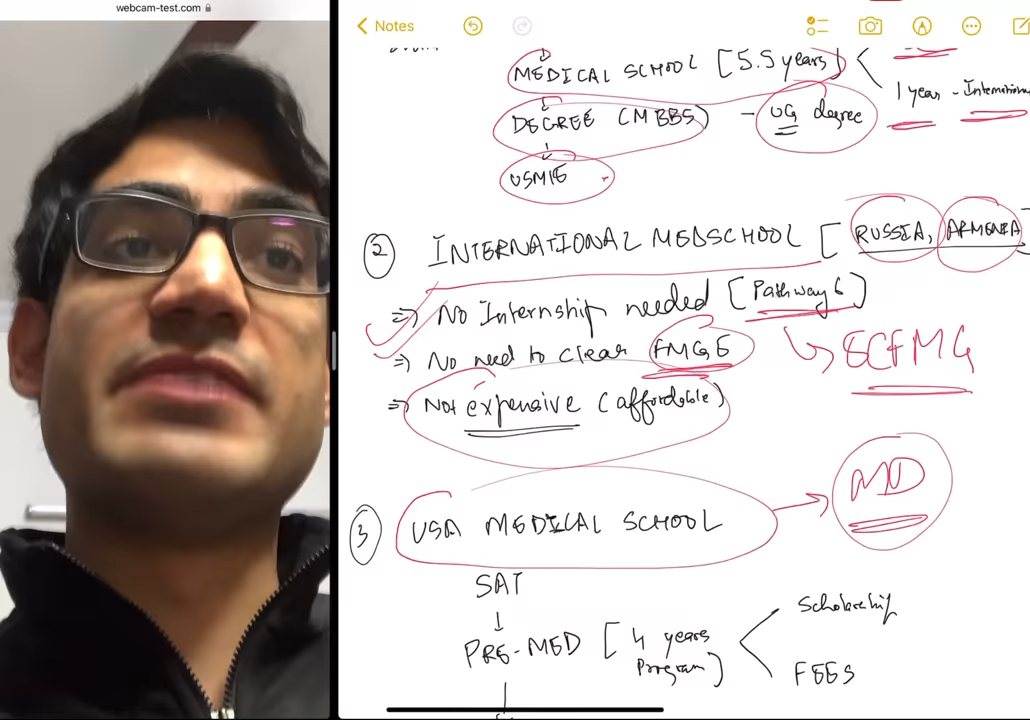 webcam-test.com
Notes
MEDICAL SCHOOL [5.5 years]
1 year - International
DEGREE (MBBS) - UG degree
USMLE
② INTERNATIONAL MEDSCHOOL [RUSSIA, ARMENIA]
⇒ No Internship needed [Pathway 6]
⇒ No need to clear FMGE
ECFMG
⇒ Not expensive (affordable)
MD
③ USA MEDICAL SCHOOL
SAT
Scholarship
PRE-MED [4 years Program]
FEES